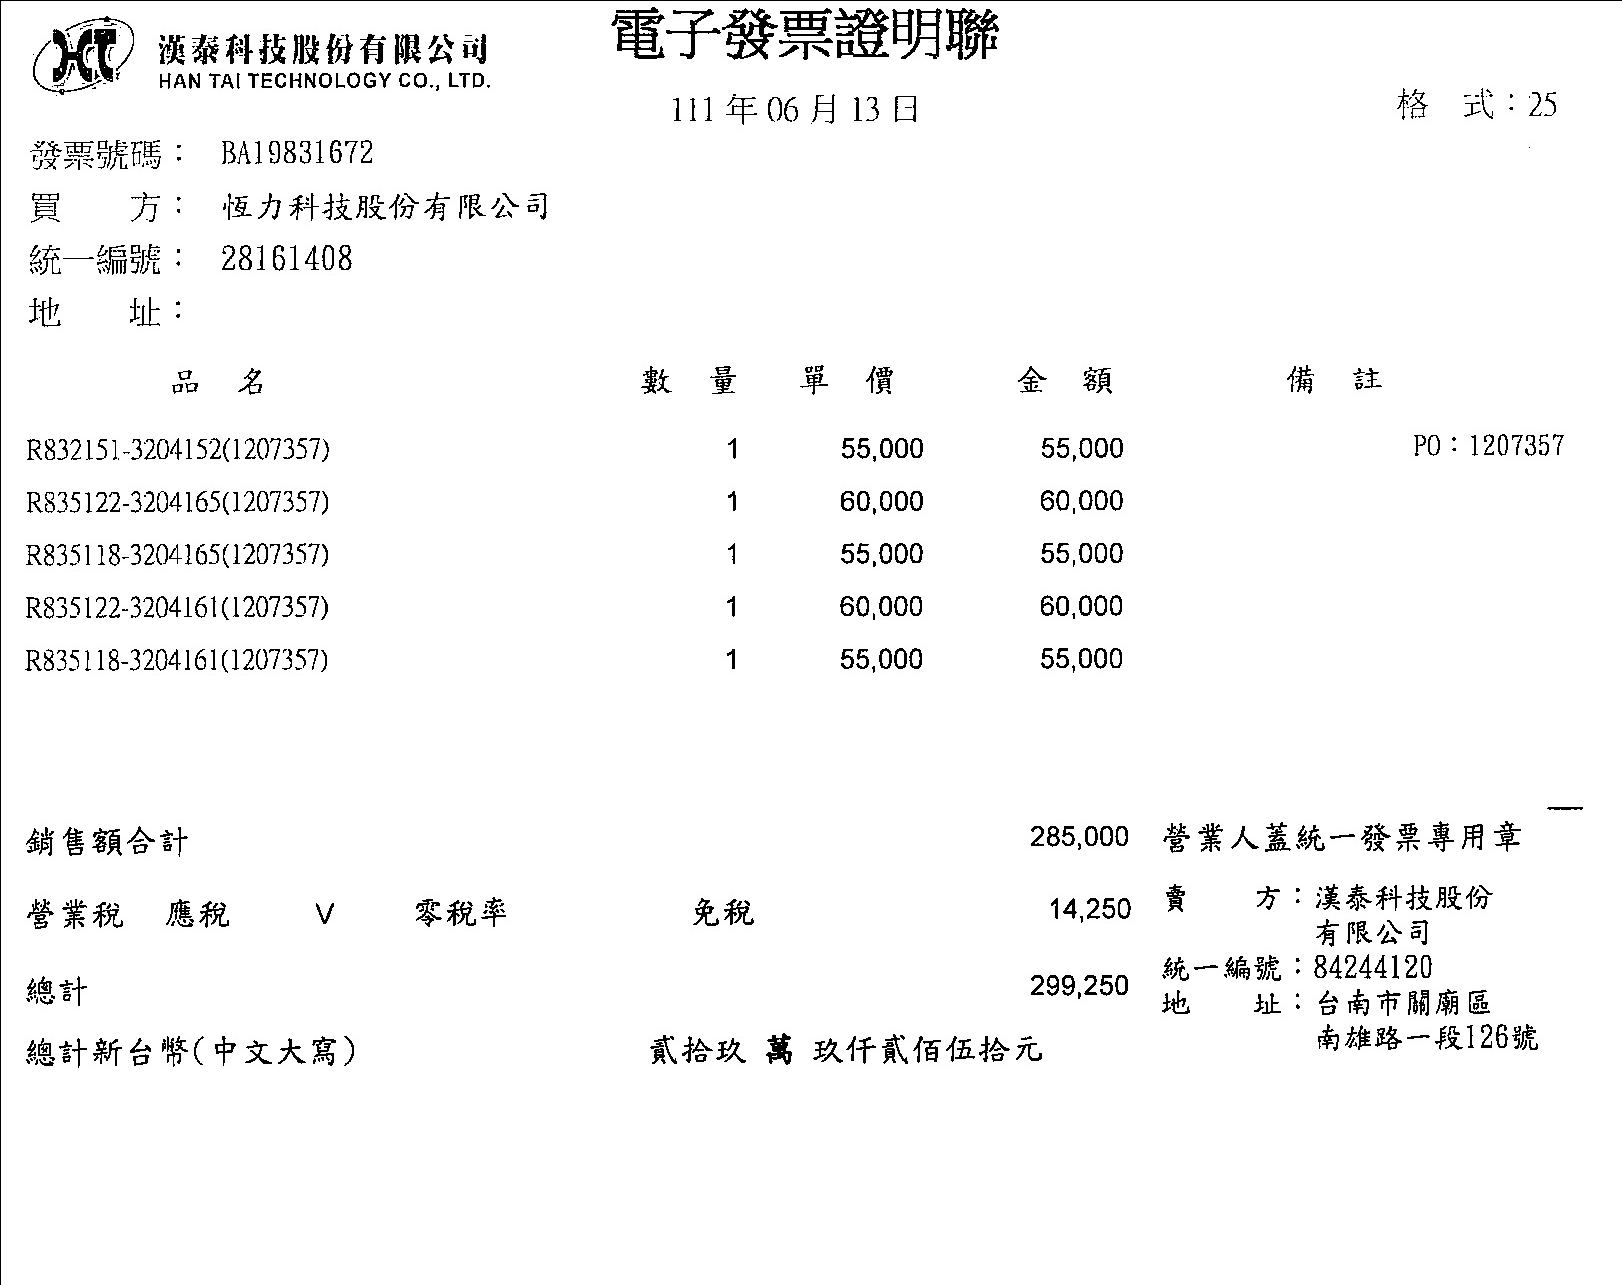 漢泰科技股份有限公司
HAN TAI TECHNOLOGY CO., LTD.
電子發票證明聯
111 年 06 月 13 日
格 式：25
發票號碼： BA19831672
買 方： 恆力科技股份有限公司
統一編號： 28161408
地 址：
品 名 數 量 單 價 金 額 備 註
R832151-3204152(1207357) 1 55,000 55,000 PO：1207357
R835122-3204165(1207357) 1 60,000 60,000
R835118-3204165(1207357) 1 55,000 55,000
R835122-3204161(1207357) 1 60,000 60,000
R835118-3204161(1207357) 1 55,000 55,000
銷售額合計 285,000
營業稅 應稅 V 零稅率 免稅 14,250
總計 299,250
總計新台幣(中文大寫) 貳拾玖 萬 玖仟貳佰伍拾元
營業人蓋統一發票專用章
賣 方：漢泰科技股份
有限公司
統一編號：84244120
地 址：台南市關廟區
南雄路一段126號